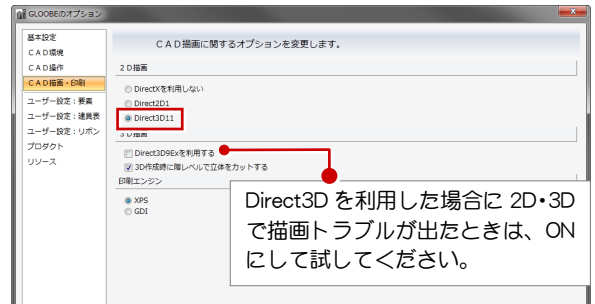 GLOOBEのオプション
基本設定
CAD環境
CAD操作
CAD描画・印刷
ユーザー設定：要素
ユーザー設定：建具表
ユーザー設定：リボン
プロダクト
リソース
CAD描画に関するオプションを変更します。
2D描画
DirectXを利用しない
Direct2D1
Direct3D11
3D描画
Direct3D9Exを利用する
3D作成時に階レベルで立体をカットする
印刷エンジン
XPS
GDI
Direct3D を利用した場合に 2D・3D
で描画トラブルが出たときは、ON
にして試してください。